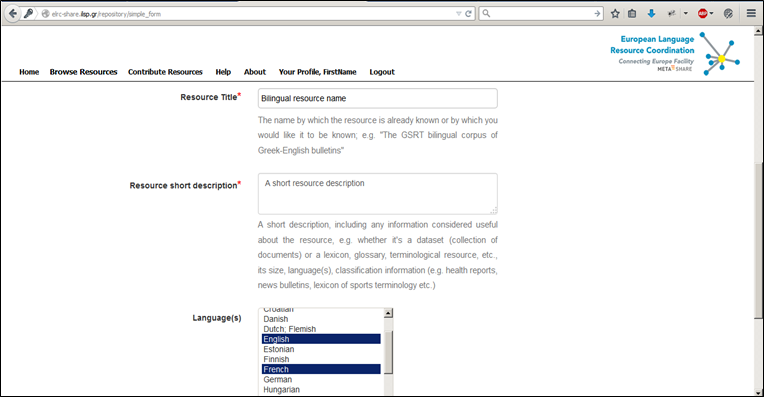 elrc-share.ilsp.gr/repository/simple_form
European Language
Resource Coordination
Connecting Europe Facility
META SHARE
Home Browse Resources Contribute Resources Help About Your Profile, FirstName Logout
Resource Title* Bilingual resource name
The name by which the resource is already known or by which you
would like it to be known; e.g. "The GSRT bilingual corpus of
Greek-English bulletins"
Resource short description* A short resource description
A short description, including any information considered useful
about the resource, e.g. whether it's a dataset (collection of
documents) or a lexicon, glossary, terminological resource, etc.,
its size, language(s), classification information (e.g. health reports,
news bulletins, lexicon of sports terminology etc.)
Language(s)
Croatian
Danish
Dutch; Flemish
English
Estonian
Finnish
French
German
Hungarian